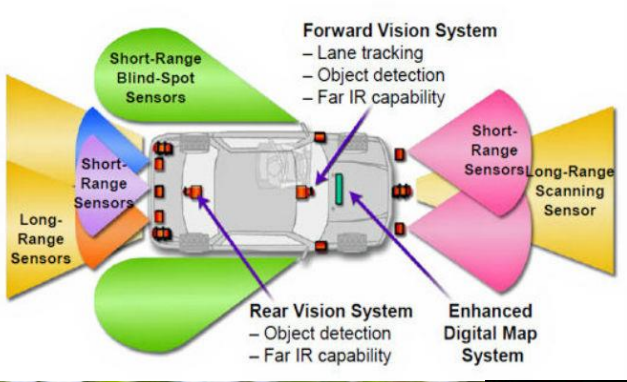 Forward Vision System
– Lane tracking
– Object detection
– Far IR capability
Short-Range
Blind-Spot
Sensors
Short-
Range
Sensors
Long-Range
Scanning
Sensor
Short-
Range
Sensors
Long-
Range
Sensors
Rear Vision System
– Object detection
– Far IR capability
Enhanced
Digital Map
System